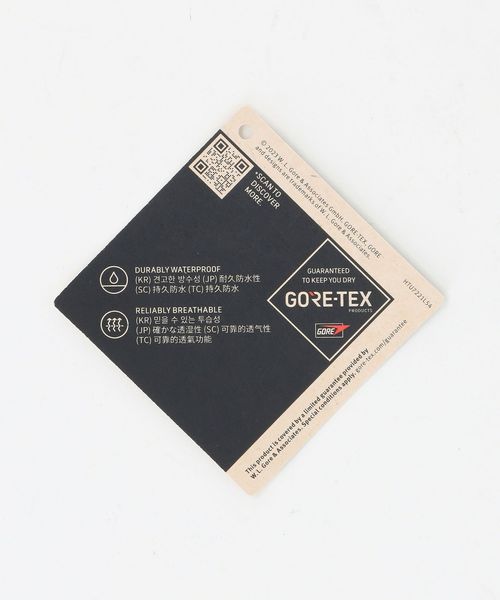 © 2023 W. L. Gore & Associates GmbH, GORE-TEX, GORE
and designs are trademarks of W. L. Gore & Associates.
*SCAN TO
DISCOVER
MORE.
DURABLY WATERPROOF
(KR) 견고한 방수성 (JP) 耐久防水性
(SC) 持久防水 (TC) 持久防水
RELIABLY BREATHABLE
(KR) 믿을 수 있는 투습성
(JP) 確かな透湿性 (SC) 可靠的透气性
(TC) 可靠的透氣功能
GUARANTEED
TO KEEP YOU DRY
GORE-TEX
PRODUCTS
GORE
HTU7221L54
This product is covered by a limited guarantee provided by
W. L. Gore & Associates. Special conditions apply. gore-tex.com/guarantee